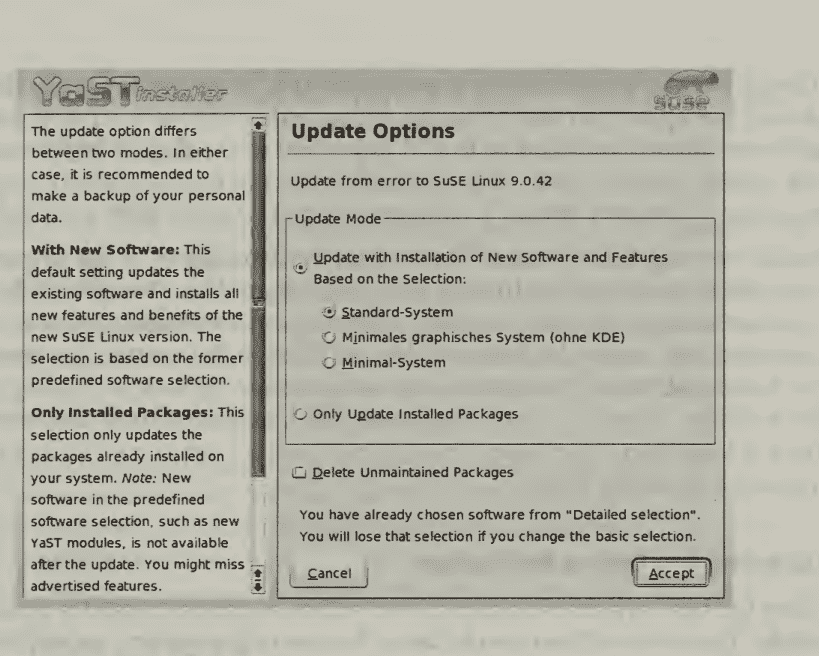 YaST installer
SuSE
The update option differs
between two modes. In either
case, it is recommended to
make a backup of your personal
data.
With New Software: This
default setting updates the
existing software and installs all
new features and benefits of the
new SuSE Linux version. The
selection is based on the former
predefined software selection.
Only Installed Packages: This
selection only updates the
packages already installed on
your system. Note: New
software in the predefined
software selection, such as new
YaST modules, is not available
after the update. You might miss
advertised features.
Update Options
Update from error to SuSE Linux 9.0.42
Update Mode
Update with Installation of New Software and Features
Based on the Selection:
Standard-System
Minimales graphisches System (ohne KDE)
Minimal-System
Only Update Installed Packages
Delete Unmaintained Packages
You have already chosen software from "Detailed selection".
You will lose that selection if you change the basic selection.
Cancel
Accept